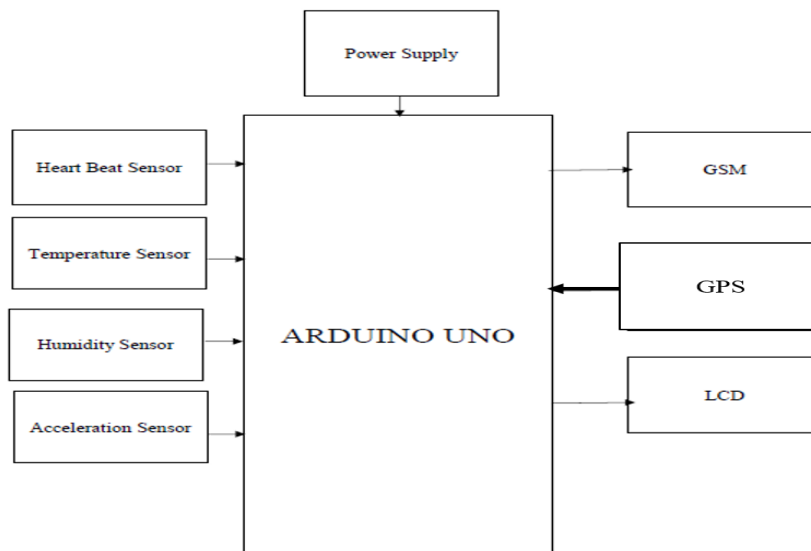 Power Supply
Heart Beat Sensor
GSM
Temperature Sensor
GPS
Humidity Sensor
ARDUINO UNO
LCD
Acceleration Sensor